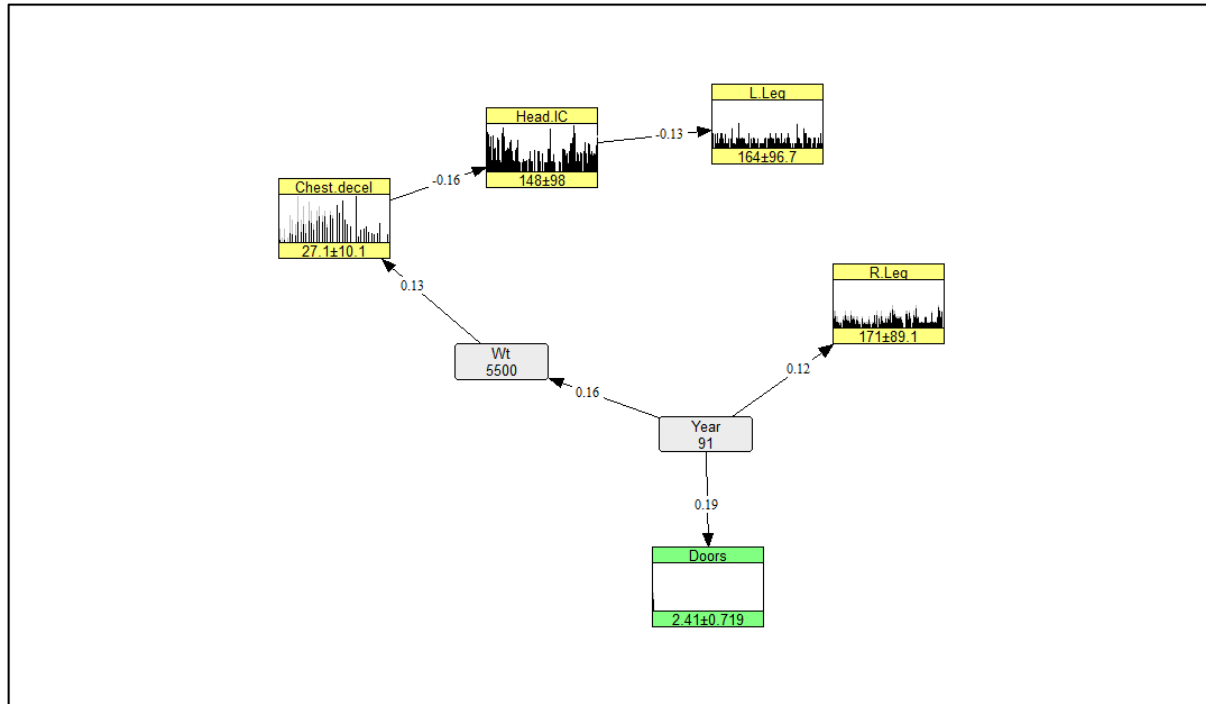 L.Leg
164±96.7
Head.IC
148±98
-0.13
-0.16
Chest.decel
27.1±10.1
0.13
R.Leg
171±89.1
Wt
5500
0.16
0.12
Year
91
0.19
Doors
2.41±0.719